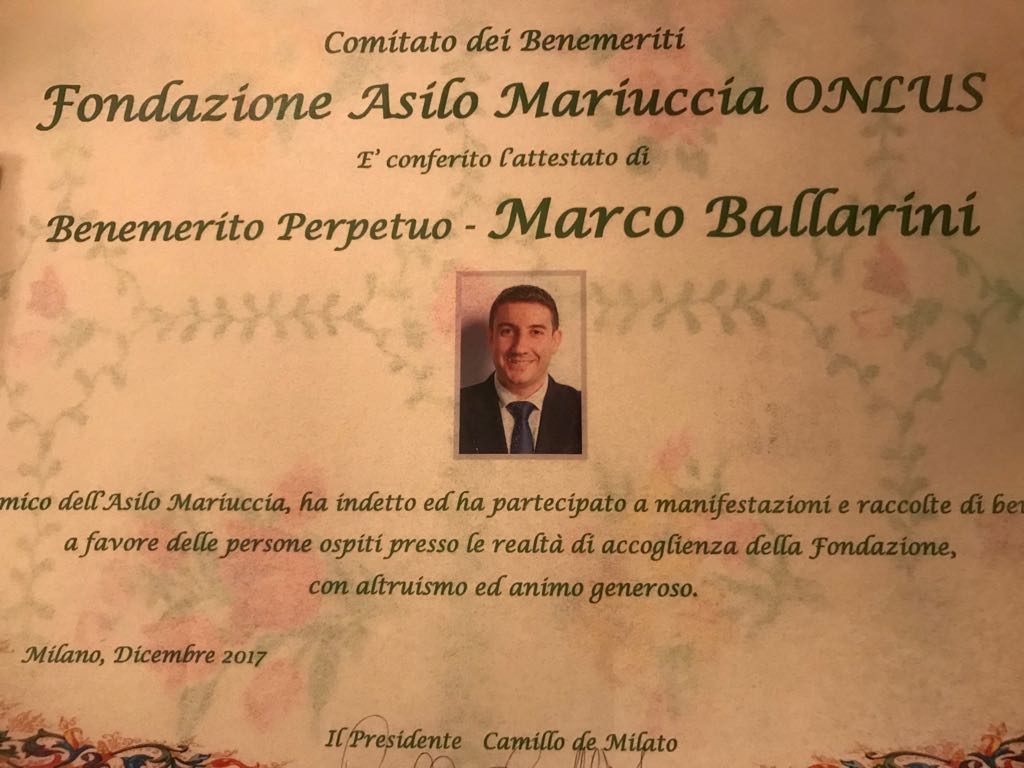 Comitato dei Benemeriti
Fondazione Asilo Mariuccia ONLUS
E' conferito l'attestato di
Benemerito Perpetuo - Marco Ballarini
dell'Asilo Mariuccia, ha indetto ed ha partecipato a manifestazioni e raccolte di
a favore delle persone ospiti presso le realtà di accoglienza della Fondazione,
con altruismo ed animo generoso.
Milano, Dicembre 2017
Il Presidente Camillo de Milato